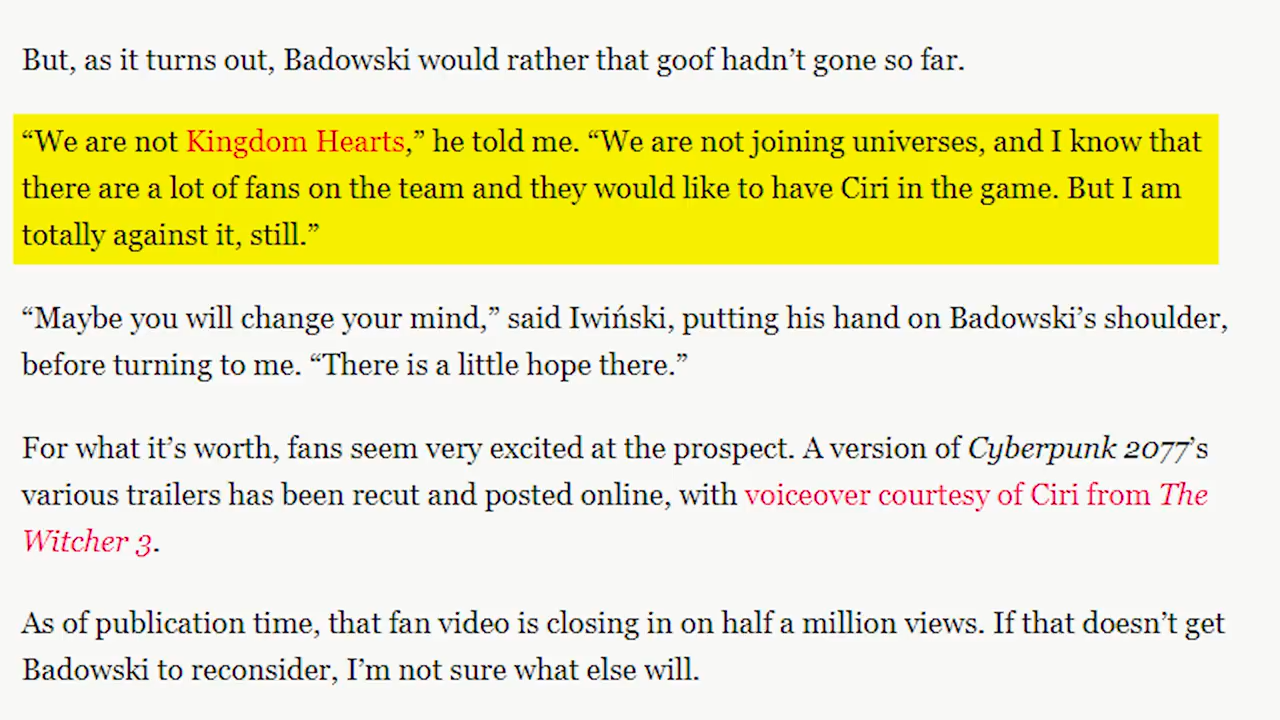 But, as it turns out, Badowski would rather that goof hadn’t gone so far.
“We are not Kingdom Hearts,” he told me. “We are not joining universes, and I know that
there are a lot of fans on the team and they would like to have Ciri in the game. But I am
totally against it, still.”
“Maybe you will change your mind,” said Iwiński, putting his hand on Badowski’s shoulder,
before turning to me. “There is a little hope there.”
For what it’s worth, fans seem very excited at the prospect. A version of Cyberpunk 2077’s
various trailers has been recut and posted online, with voiceover courtesy of Ciri from The
Witcher 3.
As of publication time, that fan video is closing in on half a million views. If that doesn’t get
Badowski to reconsider, I’m not sure what else will.